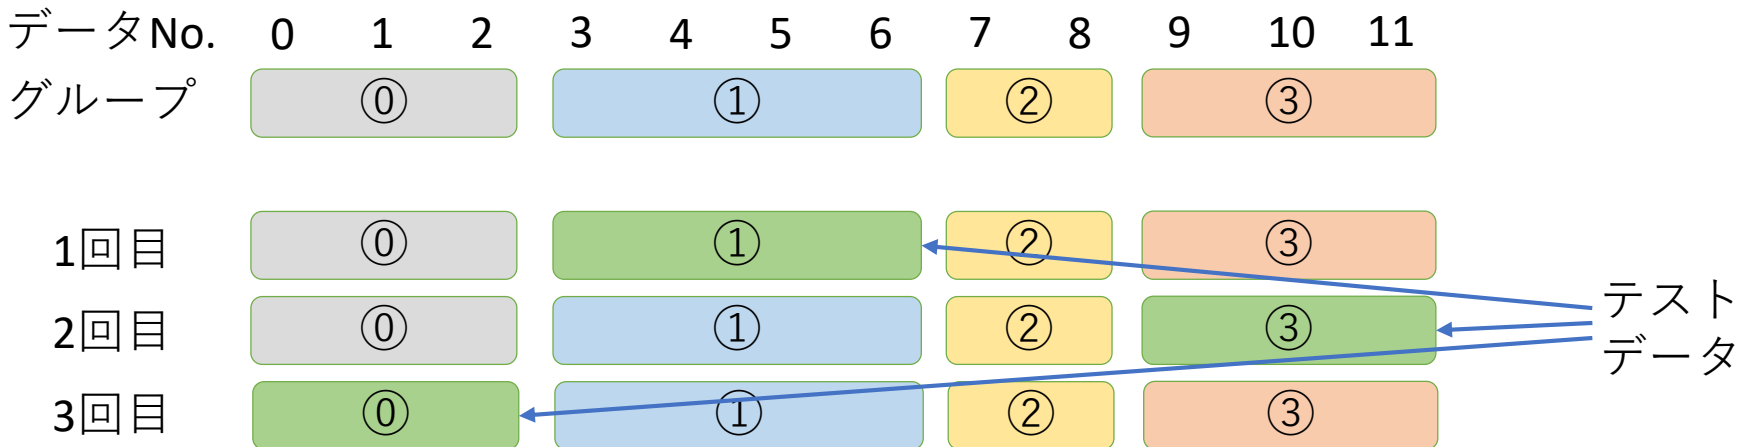 データNo. 0 1 2 3 4 5 6 7 8 9 10 11
グループ ⓪ ① ② ③
1回目 ⓪ ① ② ③
2回目 ⓪ ① ② ③
3回目 ⓪ ① ② ③
テスト
データ